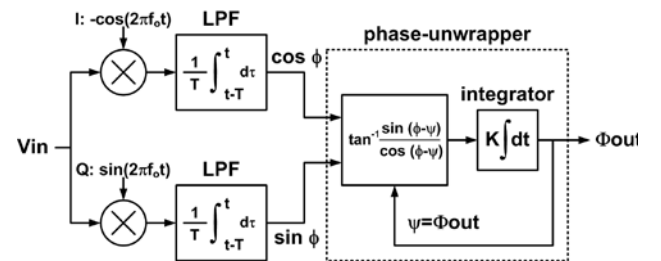 I: -cos(2πfₒt)
LPF
1/T ∫ t t-T dτ
cos ϕ
phase-unwrapper
integrator
Vin
tan⁻¹ sin (ϕ-ψ) / cos (ϕ-ψ)
K∫dt
Φout
Q: sin(2πfₒt)
LPF
1/T ∫ t t-T dτ
sin ϕ
ψ=Φout